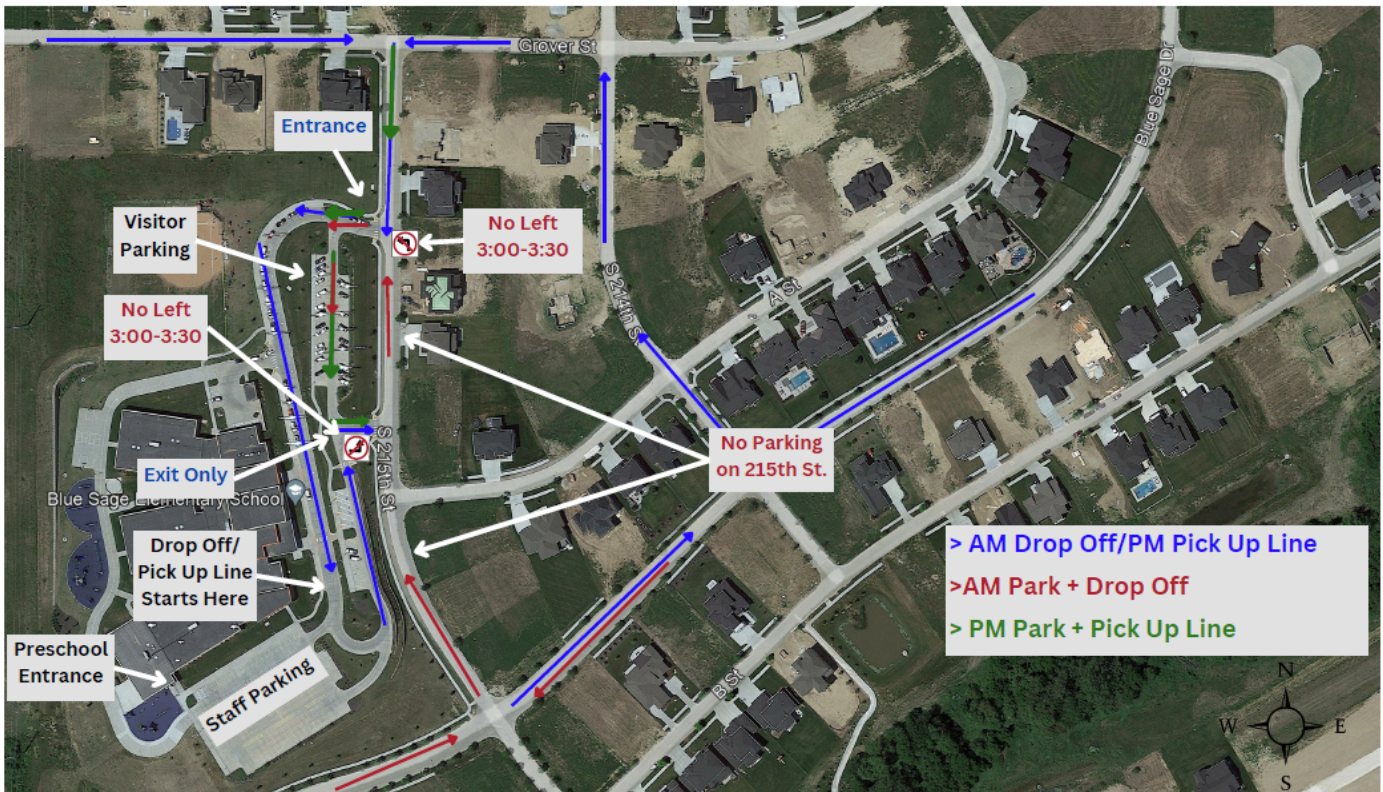 Grover St
Blue Sage Dr
Entrance
Visitor
Parking
No Left
3:00-3:30
No Left
3:00-3:30
S 214th St
A St
S 215th St
No Parking
on 215th St.
Exit Only
Blue Sage Elementary School
Drop Off/
Pick Up Line
Starts Here
Preschool
Entrance
Staff Parking
B St
> AM Drop Off/PM Pick Up Line
>AM Park + Drop Off
> PM Park + Pick Up Line
N
W
E
S